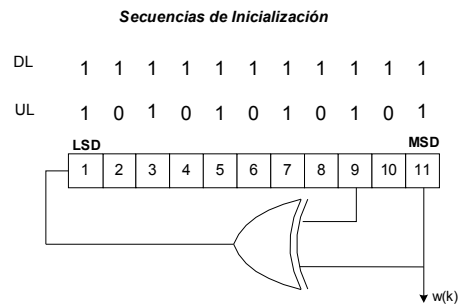 Secuencias de Inicialización
DL 1 1 1 1 1 1 1 1 1 1 1
UL 1 0 1 0 1 0 1 0 1 0 1
LSD MSD
1 2 3 4 5 6 7 8 9 10 11
w(k)